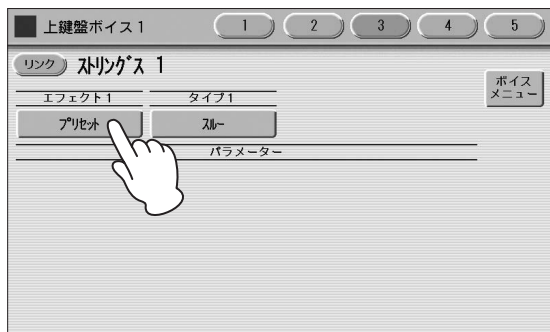 上鍵盤ボイス1 1 2 3 4 5
リンク ストリングス 1
ボイス
メニュー
エフェクト1 タイプ1
プリセット スルー
パラメーター